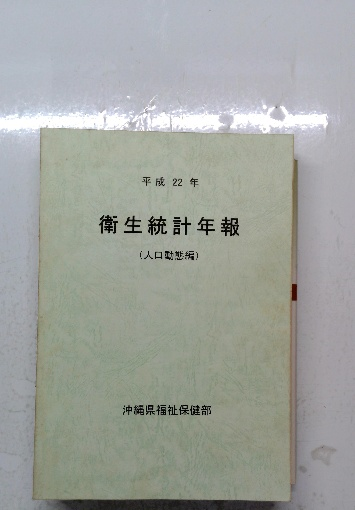 平成 22 年
衛生統計年報
(人口動態編)
沖縄県福祉保健部